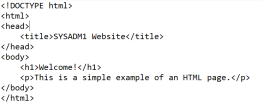 <!DOCTYPE html>
<html>
<head>
    <title>SYSADM1 Website</title>
</head>
<body>
    <h1>Welcome!</h1>
    <p>This is a simple example of an HTML page.</p>
</body>
</html>